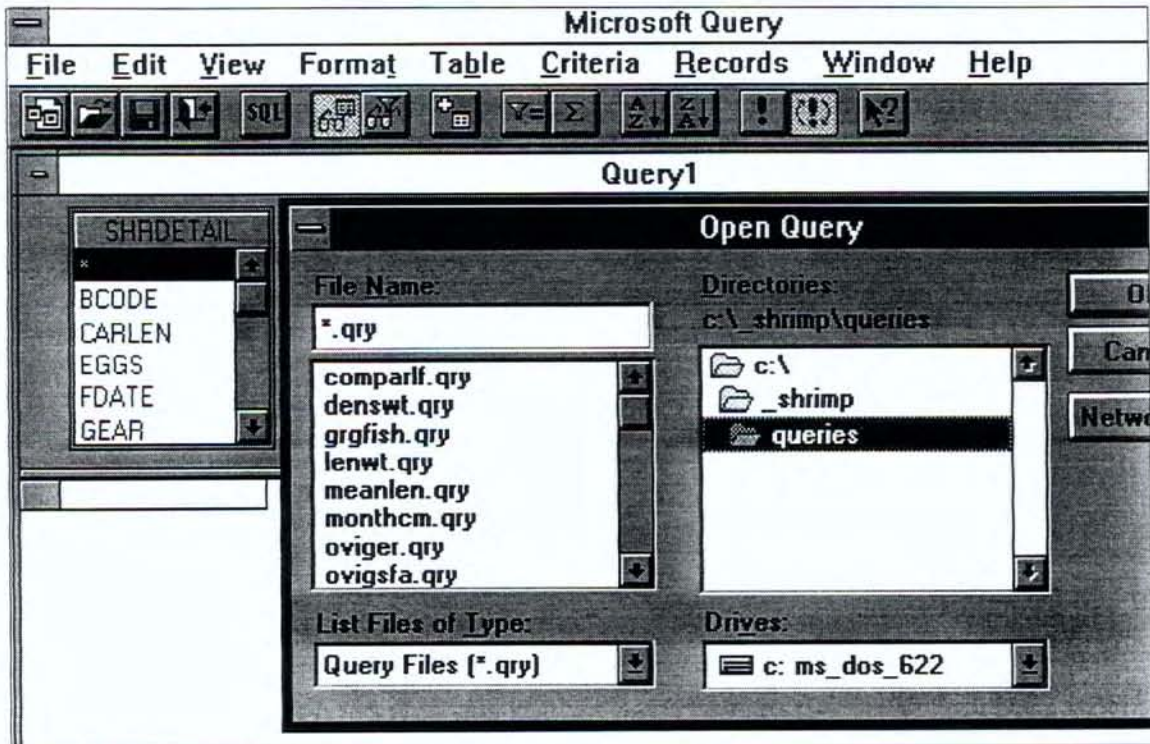 Microsoft Query
File Edit View Format Table Criteria Records Window Help
SQL
Query1
SHRDETAIL
*
BCODE
CARLEN
EGGS
FDATE
GEAR
Open Query
File Name:
*.qry
comparlf.qry
denswt.qry
grgfish.qry
lenwt.qry
meanlen.qry
monthcm.qry
oviger.qry
ovigsfa.qry
List Files of Type:
Query Files (*.qry)
Directories:
c:\_shrimp\queries
c:\
_shrimp
queries
Drives:
c: ms_dos_622
Can
Netwo